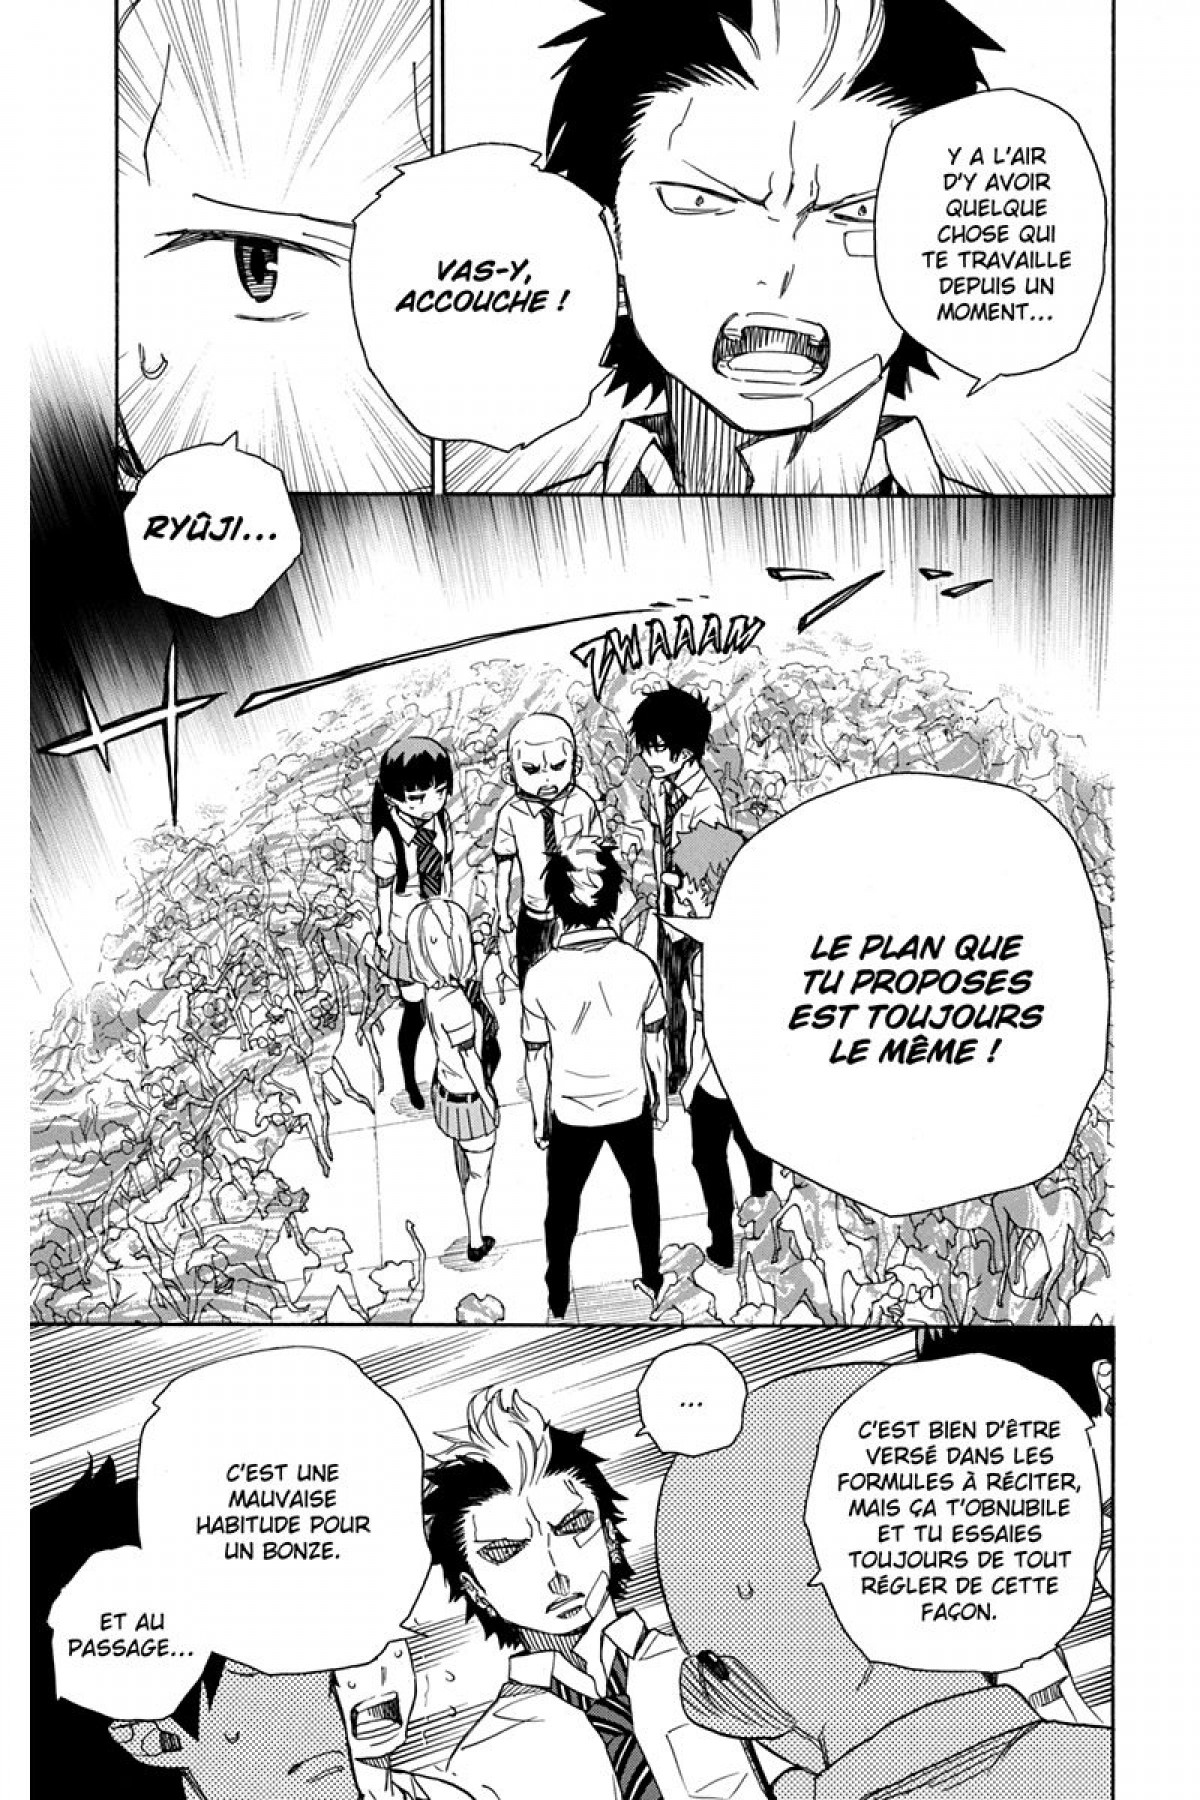 Y A L'AIR
D'Y AVOIR
QUELQUE
CHOSE QUI
TE TRAVAILLE
DEPUIS UN
MOMENT...
VAS-Y,
ACCOUCHE !
RYÛJI...
ZWAAAAN
LE PLAN QUE
TU PROPOSES
EST TOUJOURS
LE MÊME !
C'EST BIEN D'ÊTRE
VERSÉ DANS LES
FORMULES À RÉCITER,
MAIS ÇA T'OBNUBILE
ET TU ESSAIES
TOUJOURS DE TOUT
RÉGLER DE CETTE
FAÇON.
...
C'EST UNE
MAUVAISE
HABITUDE POUR
UN BONZE.
ET AU
PASSAGE...